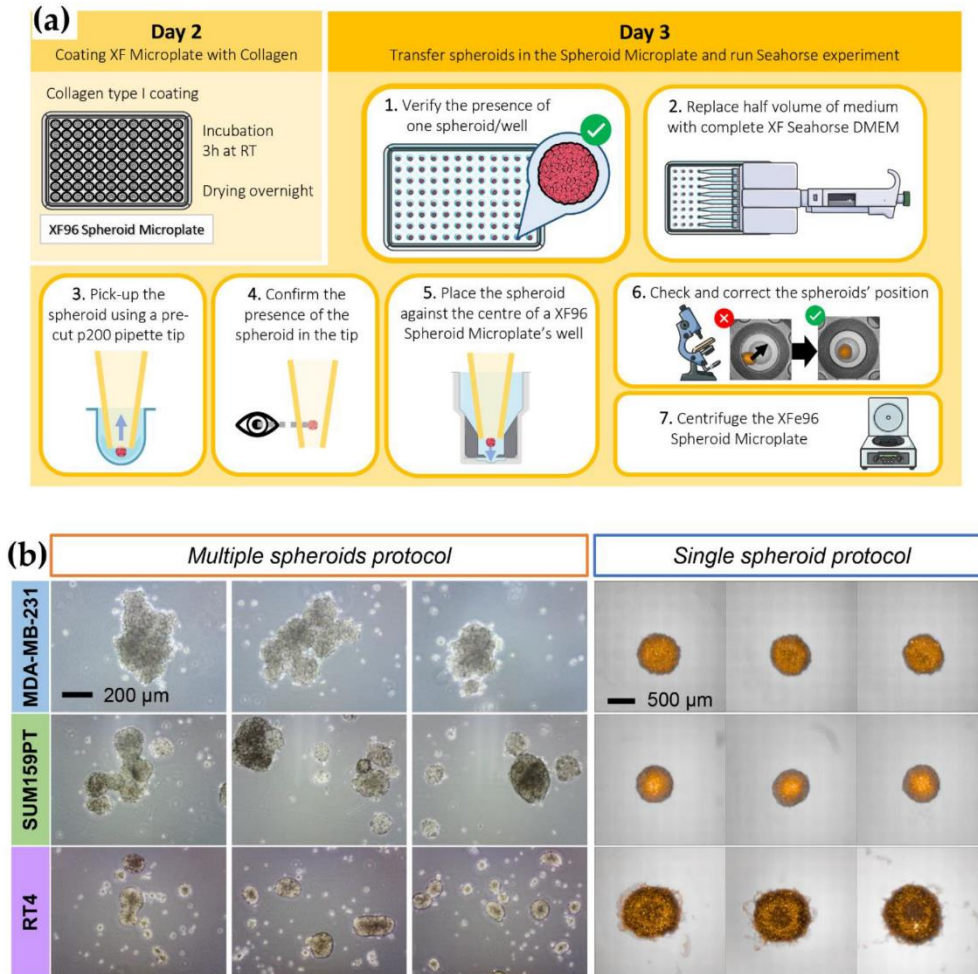 (a)
Day 2
Coating XF Microplate with Collagen
Collagen type I coating
Incubation
3h at RT
Drying overnight
XF96 Spheroid Microplate
Day 3
Transfer spheroids in the Spheroid Microplate and run Seahorse experiment
1. Verify the presence of
one spheroid/well
2. Replace half volume of medium
with complete XF Seahorse DMEM
3. Pick-up the
spheroid using a pre-
cut p200 pipette tip
4. Confirm the
presence of the
spheroid in the tip
5. Place the spheroid
against the centre of a XF96
Spheroid Microplate's well
6. Check and correct the spheroids' position
7. Centrifuge the XFe96
Spheroid Microplate
(b)
Multiple spheroids protocol
Single spheroid protocol
MDA-MB-231
200 µm
500 µm
SUM159PT
RT4